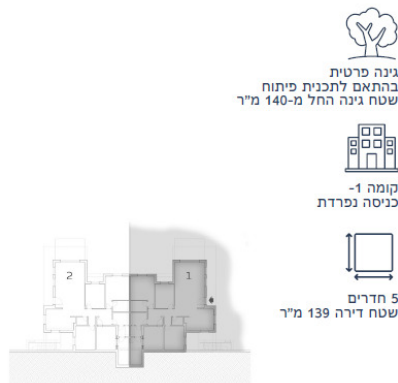 גינה פרטית
בהתאם לתכנית פיתוח
שטח גינה החל מ-140 מ"ר
קומה 1-
כניסה נפרדת
5 חדרים
שטח דירה 139 מ"ר
2
1